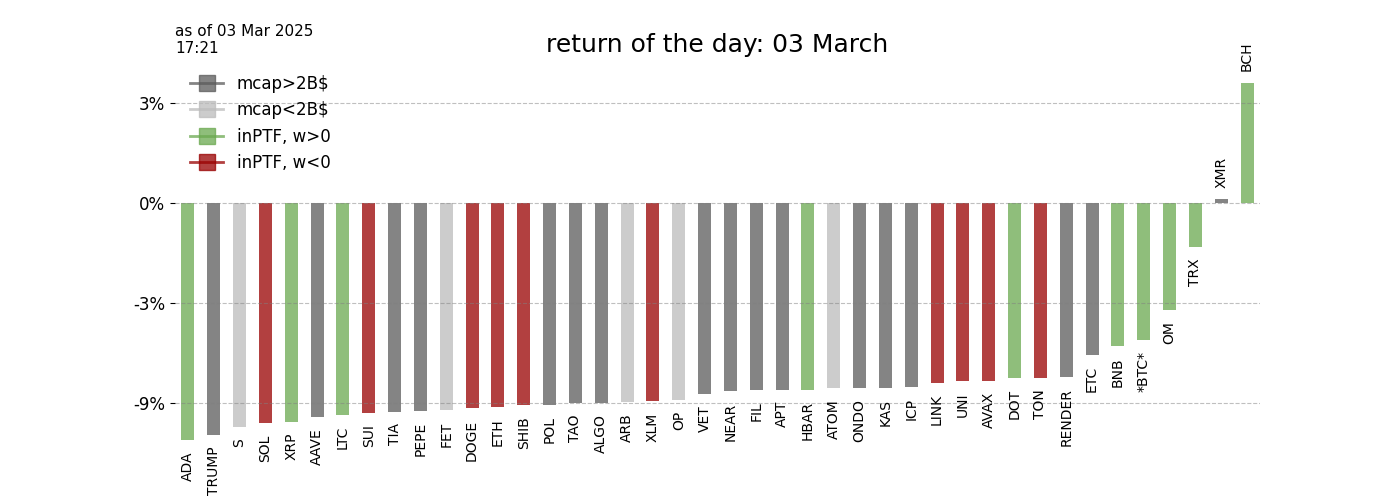 as of 03 Mar 2025
17:21
return of the day: 03 March
mcap>2B$
mcap<2B$
inPTF, w>0
inPTF, w<0
3%
0%
-3%
-9%
ADA
TRUMP
S
SOL
XRP
AAVE
LTC
SUI
TIA
PEPE
FET
DOGE
ETH
SHIB
POL
TAO
ALGO
ARB
XLM
OP
VET
NEAR
FIL
APT
HBAR
ATOM
ONDO
KAS
ICP
LINK
UNI
AVAX
DOT
TON
RENDER
ETC
BNB
*BTC*
OM
TRX
XMR
BCH